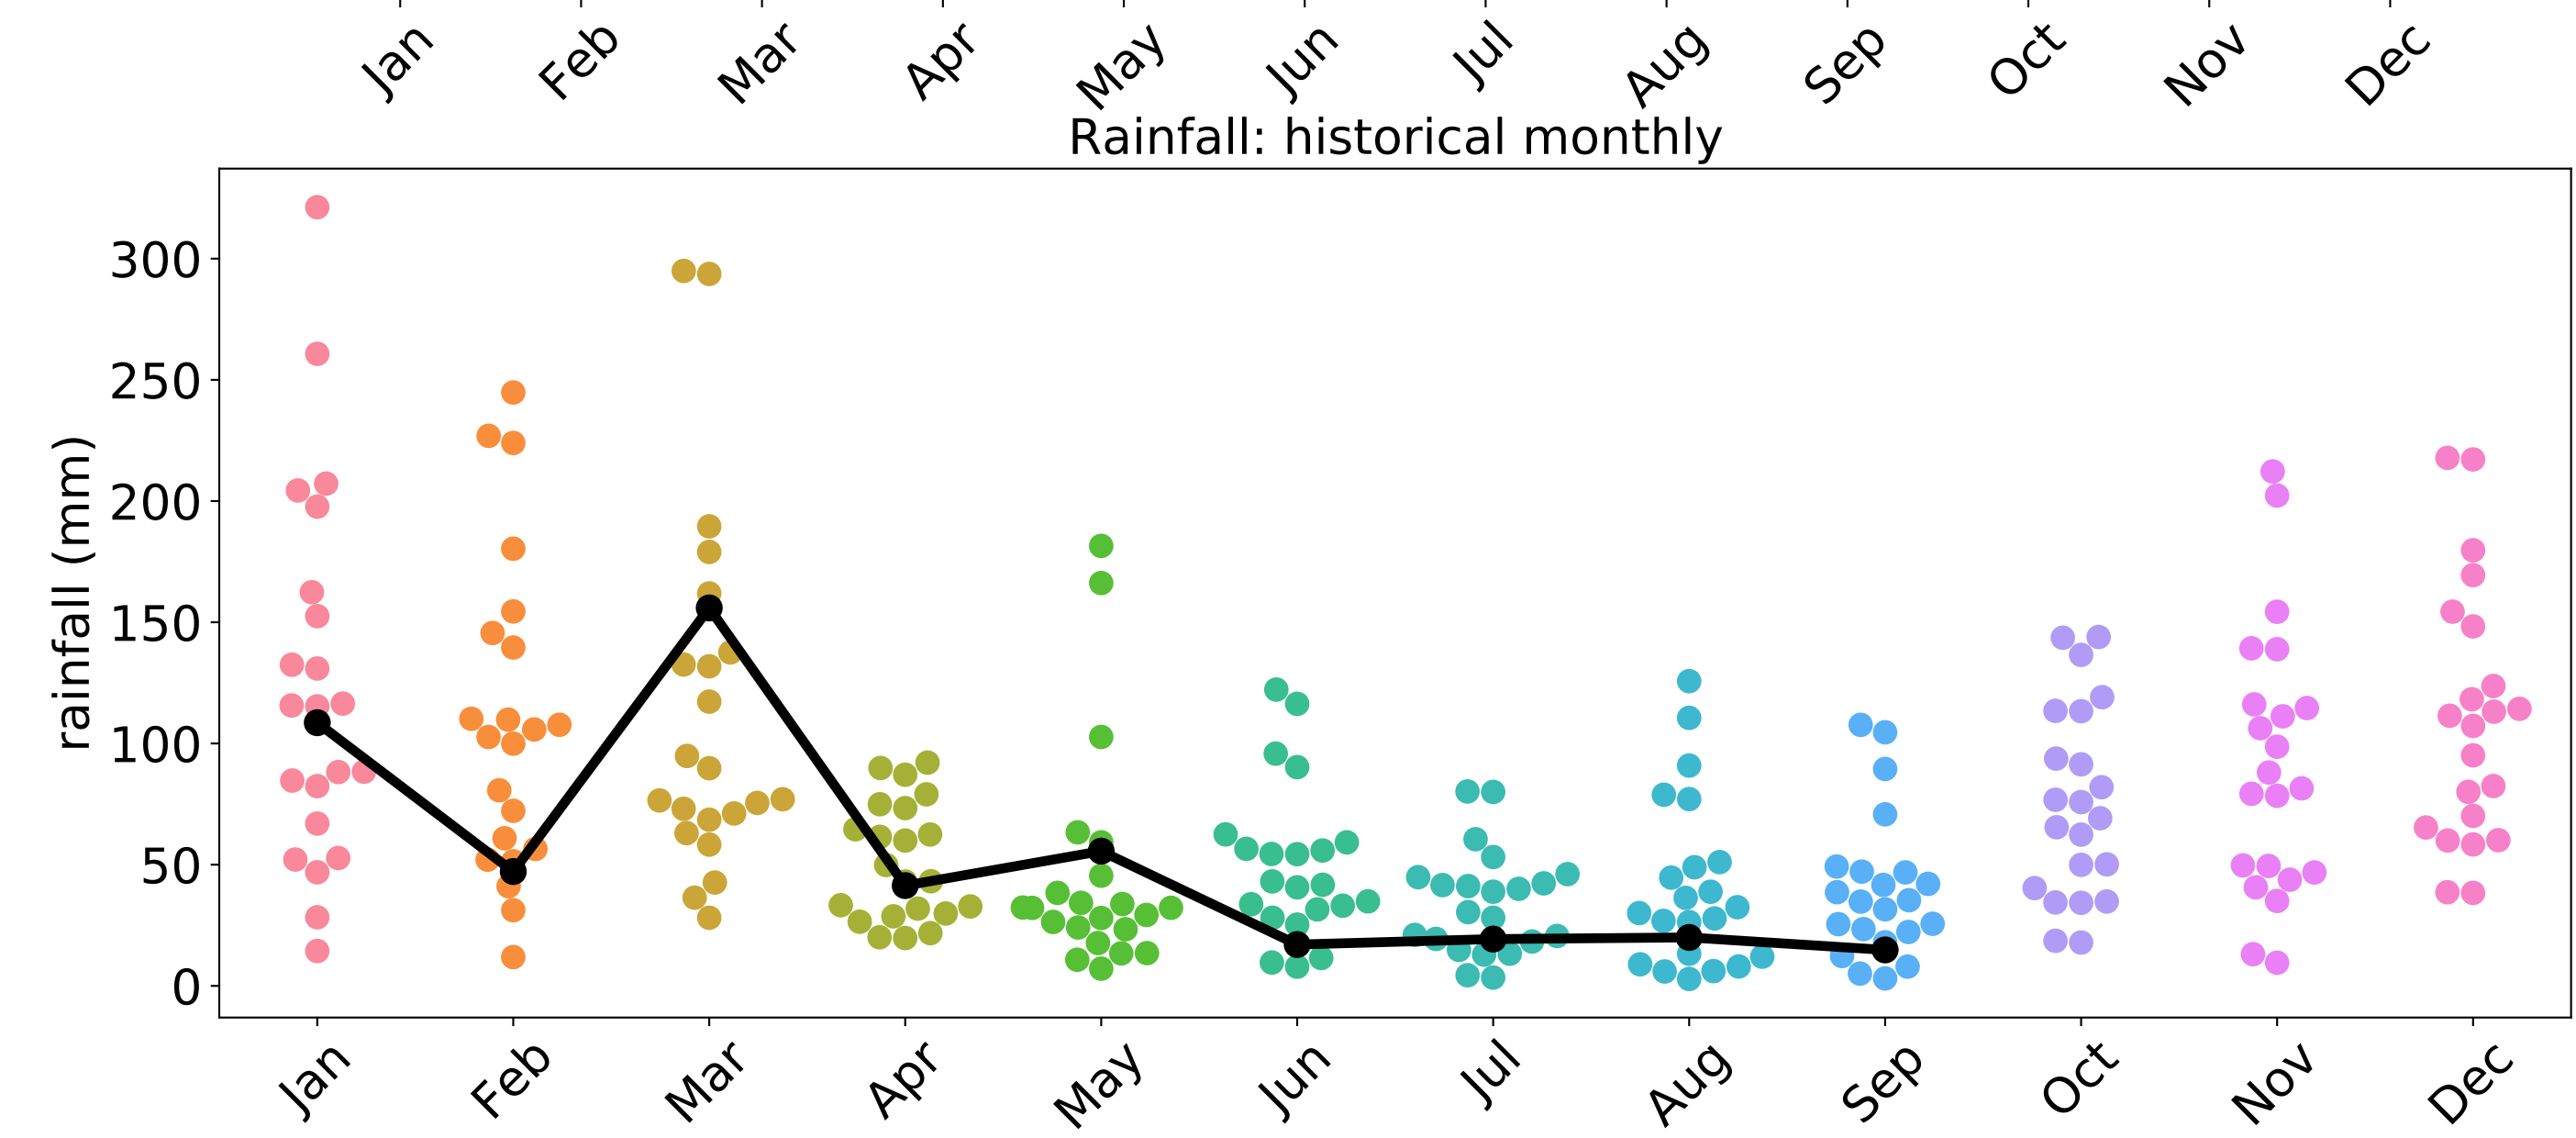 Jan Feb Mar Apr May Jun Jul Aug Sep Oct Nov Dec
Rainfall: historical monthly
rainfall (mm)
300
250
200
150
100
50
0
Jan Feb Mar Apr May Jun Jul Aug Sep Oct Nov Dec